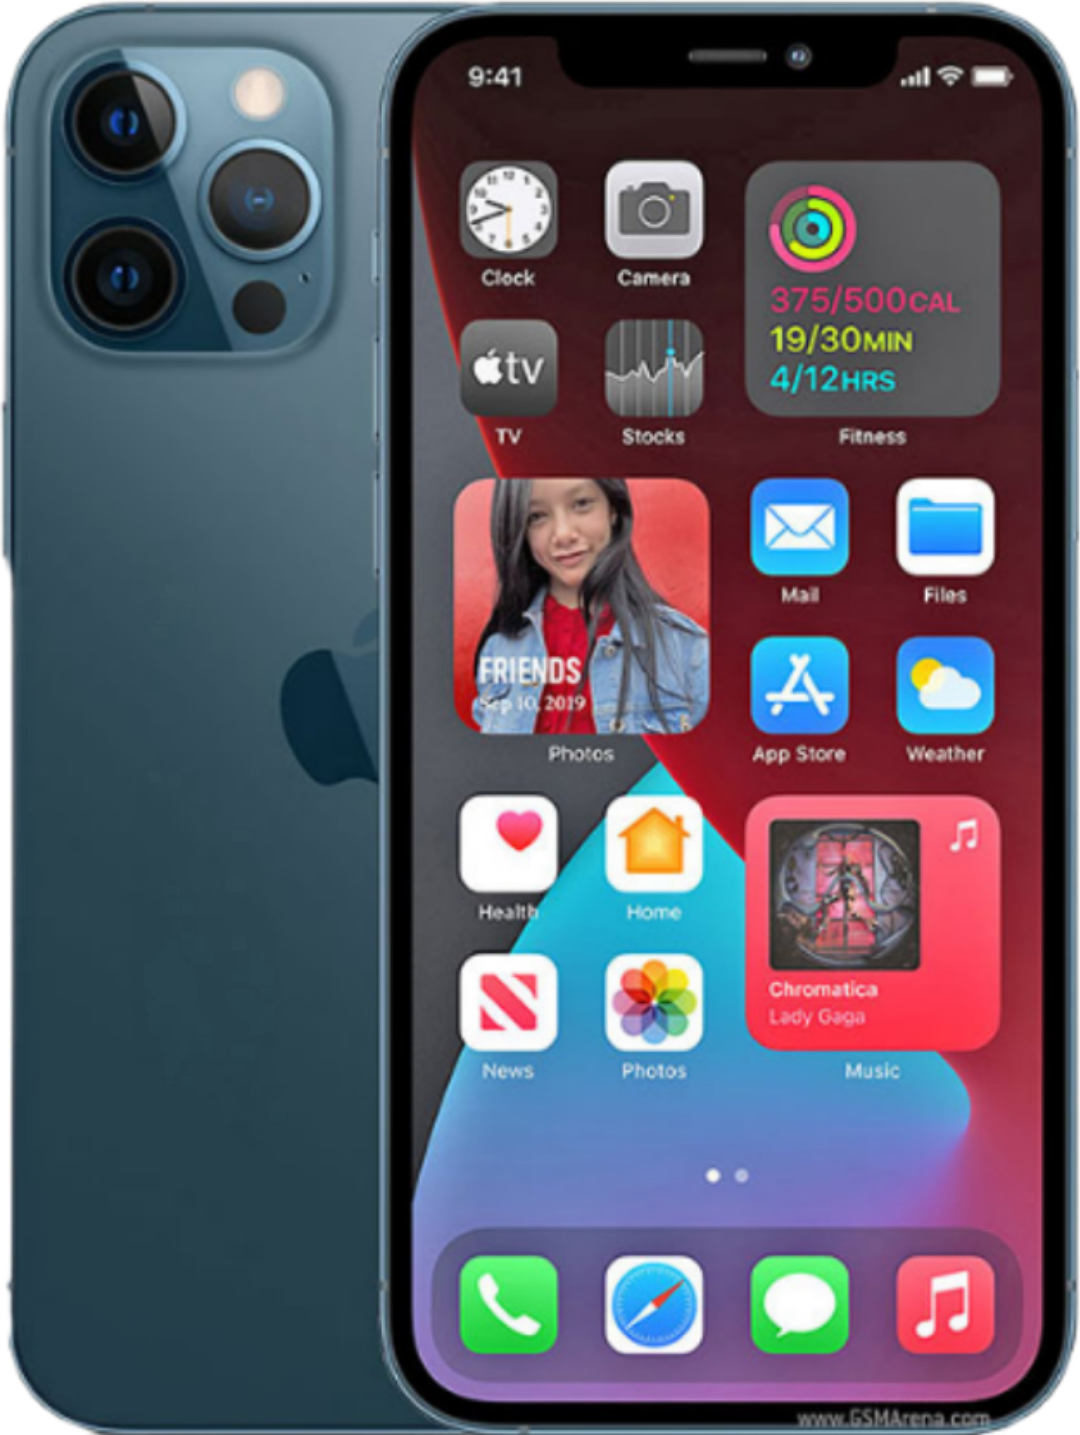 9:41
Clock
Camera
375/500CAL
19/30MIN
4/12HRS
tv
TV
Stocks
Fitness
FRIENDS
Sep 10, 2019
Photos
Mail
Files
App Store
Weather
Health
Home
Chromatica
Lady Gaga
News
Photos
Music
www.GSMArena.com